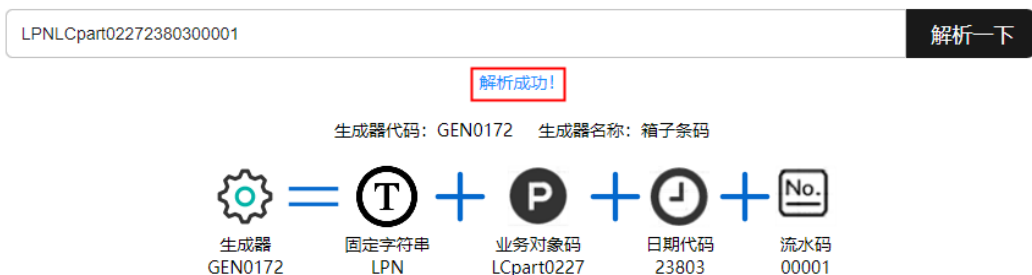 LPNLCpart02272380300001 解析一下
解析成功!
生成器代码：GEN0172 生成器名称：箱子条码
T P No.
生成器 固定字符串 业务对象码 日期代码 流水码
GEN0172 LPN LCpart0227 23803 00001